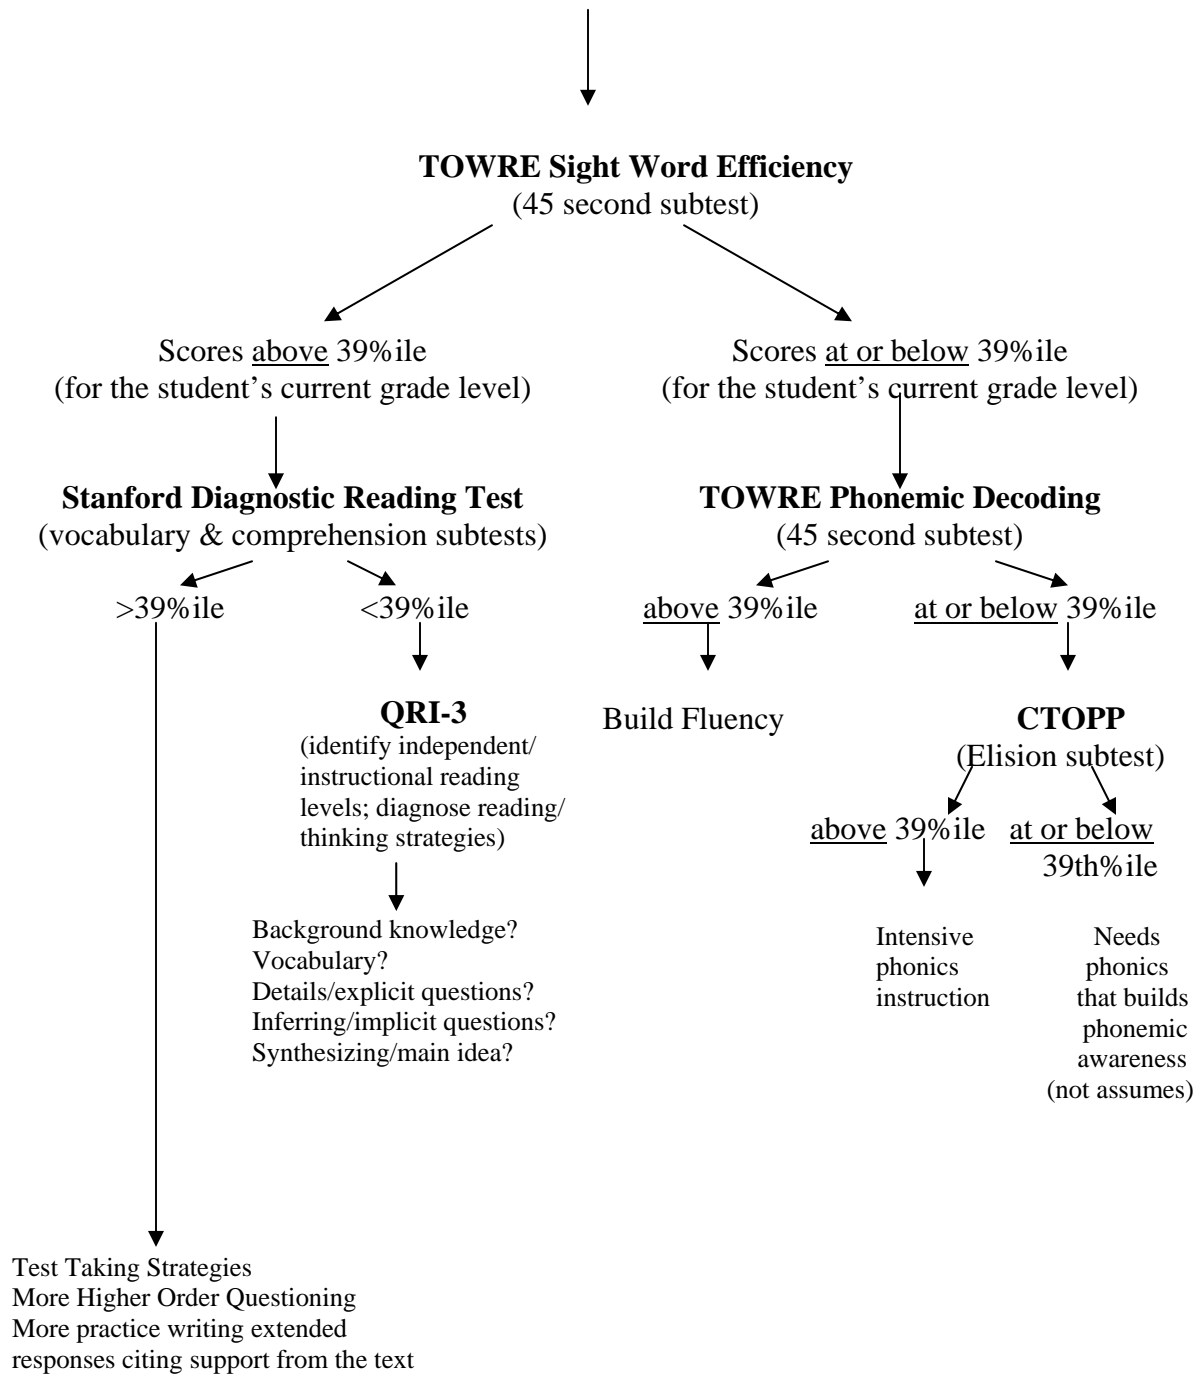 TOWRE Sight Word Efficiency
(45 second subtest)
Scores above 39%ile
(for the student’s current grade level)
Scores at or below 39%ile
(for the student’s current grade level)
Stanford Diagnostic Reading Test
(vocabulary & comprehension subtests)
TOWRE Phonemic Decoding
(45 second subtest)
>39%ile
<39%ile
above 39%ile
at or below 39%ile
QRI-3
(identify independent/
instructional reading
levels; diagnose reading/
thinking strategies)
Build Fluency
CTOPP
(Elision subtest)
above 39%ile
at or below
39th%ile
Background knowledge?
Vocabulary?
Details/explicit questions?
Inferring/implicit questions?
Synthesizing/main idea?
Intensive
phonics
instruction
Needs
phonics
that builds
phonemic
awareness
(not assumes)
Test Taking Strategies
More Higher Order Questioning
More practice writing extended
responses citing support from the text